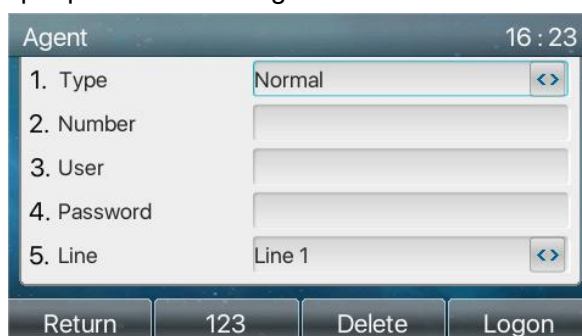 Agent 16 : 23
1. Type Normal <>
2. Number
3. User
4. Password
5. Line Line 1 <>
Return 123 Delete Logon